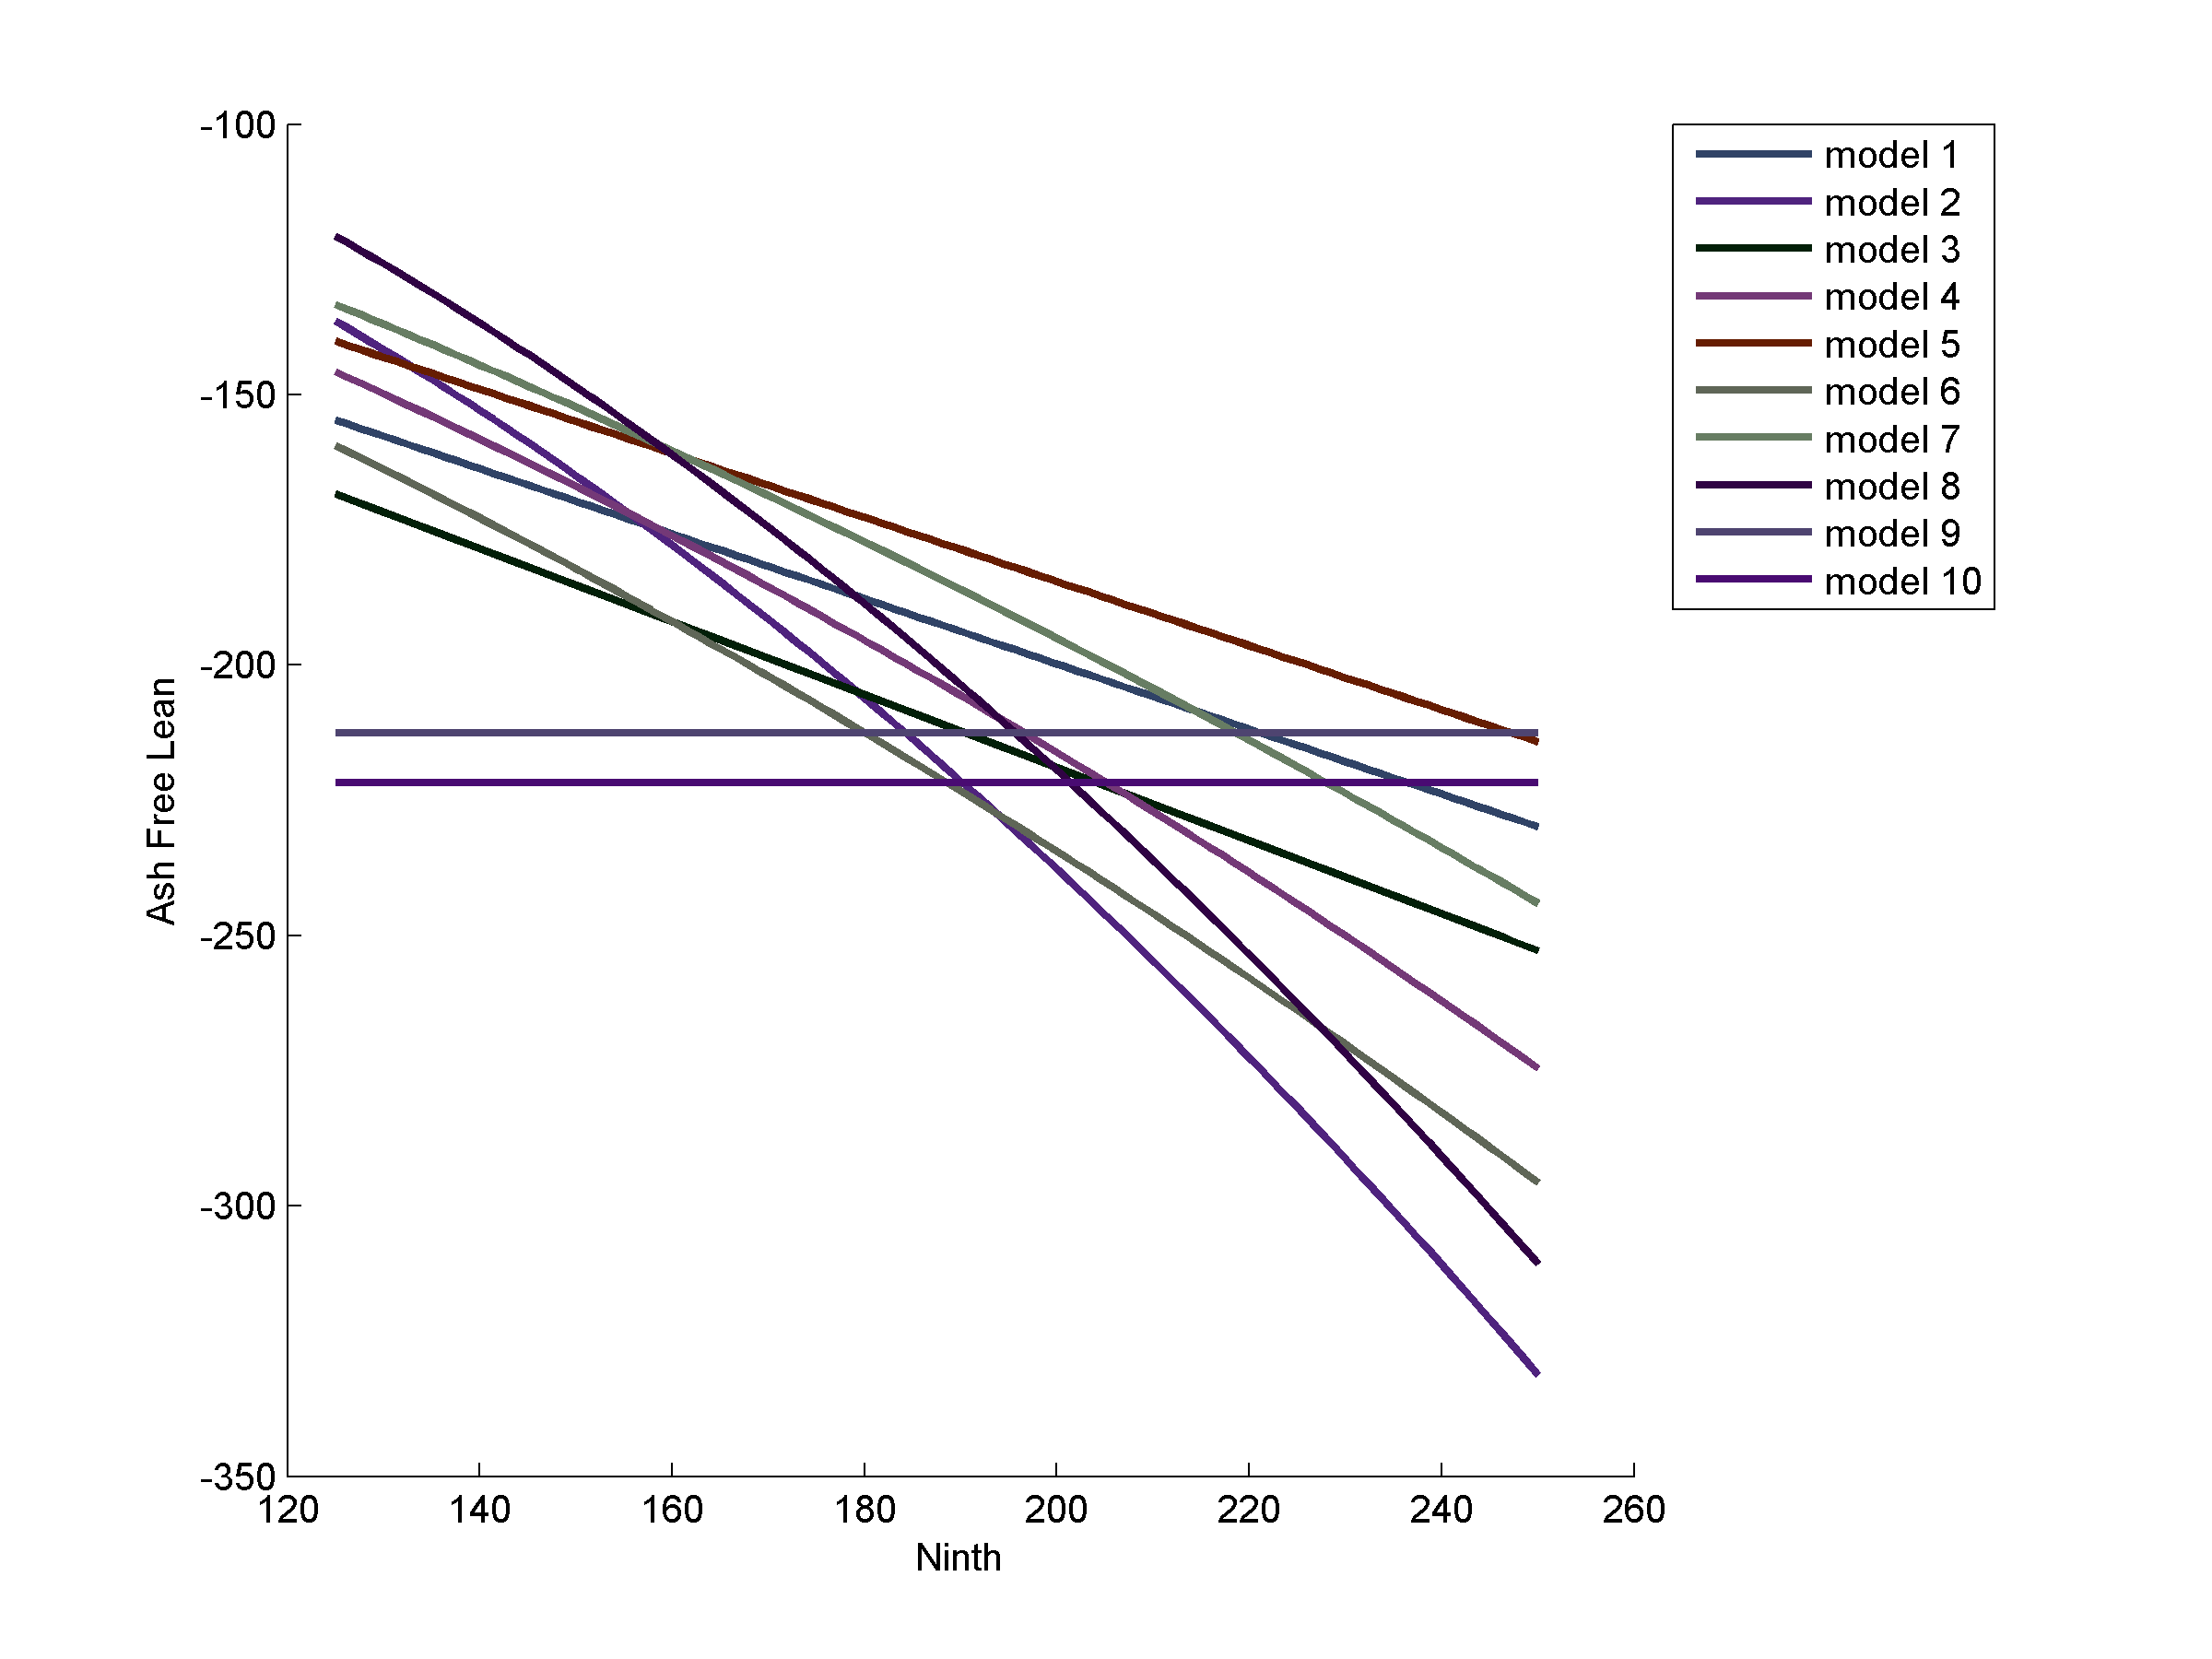 -100
-150
-200
-250
-300
-350
120 140 160 180 200 220 240 260
Ninth
Ash Free Lean
model 1
model 2
model 3
model 4
model 5
model 6
model 7
model 8
model 9
model 10